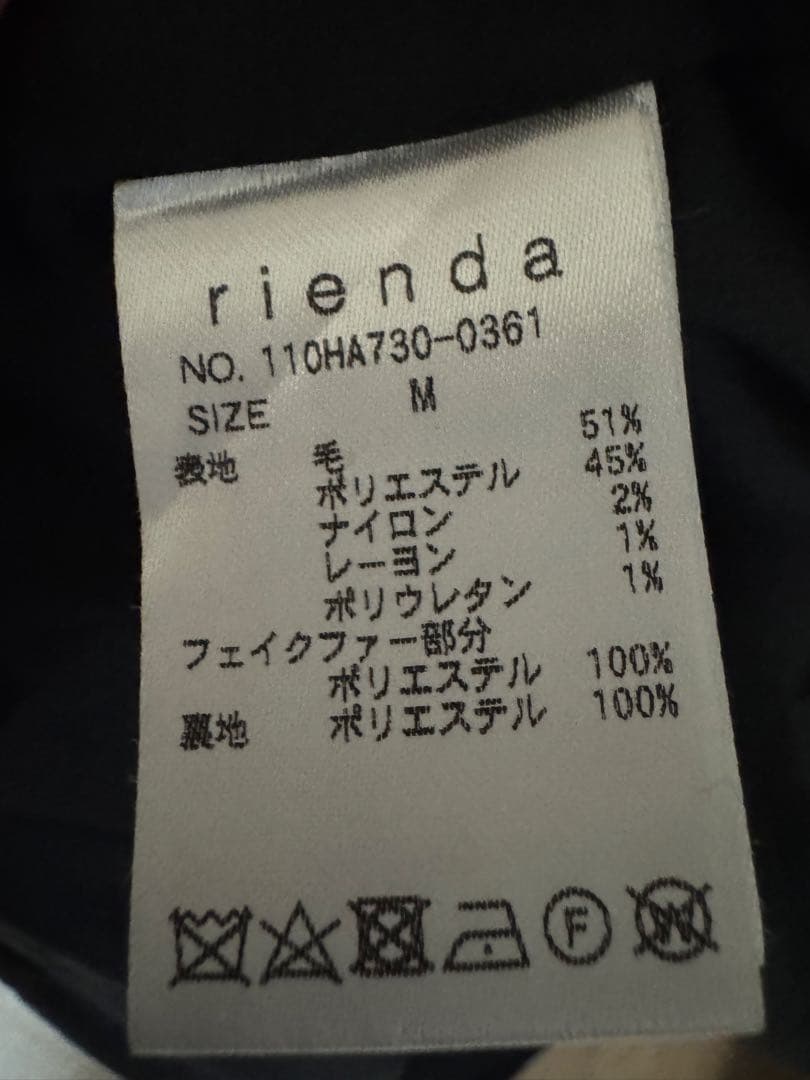 rienda
NO. 110HA730-0361
SIZE M
表地 毛 51%
ポリエステル 45%
ナイロン 2%
レーヨン 1%
ポリウレタン 1%
フェイクファー部分
ポリエステル 100%
裏地 ポリエステル 100%
F W